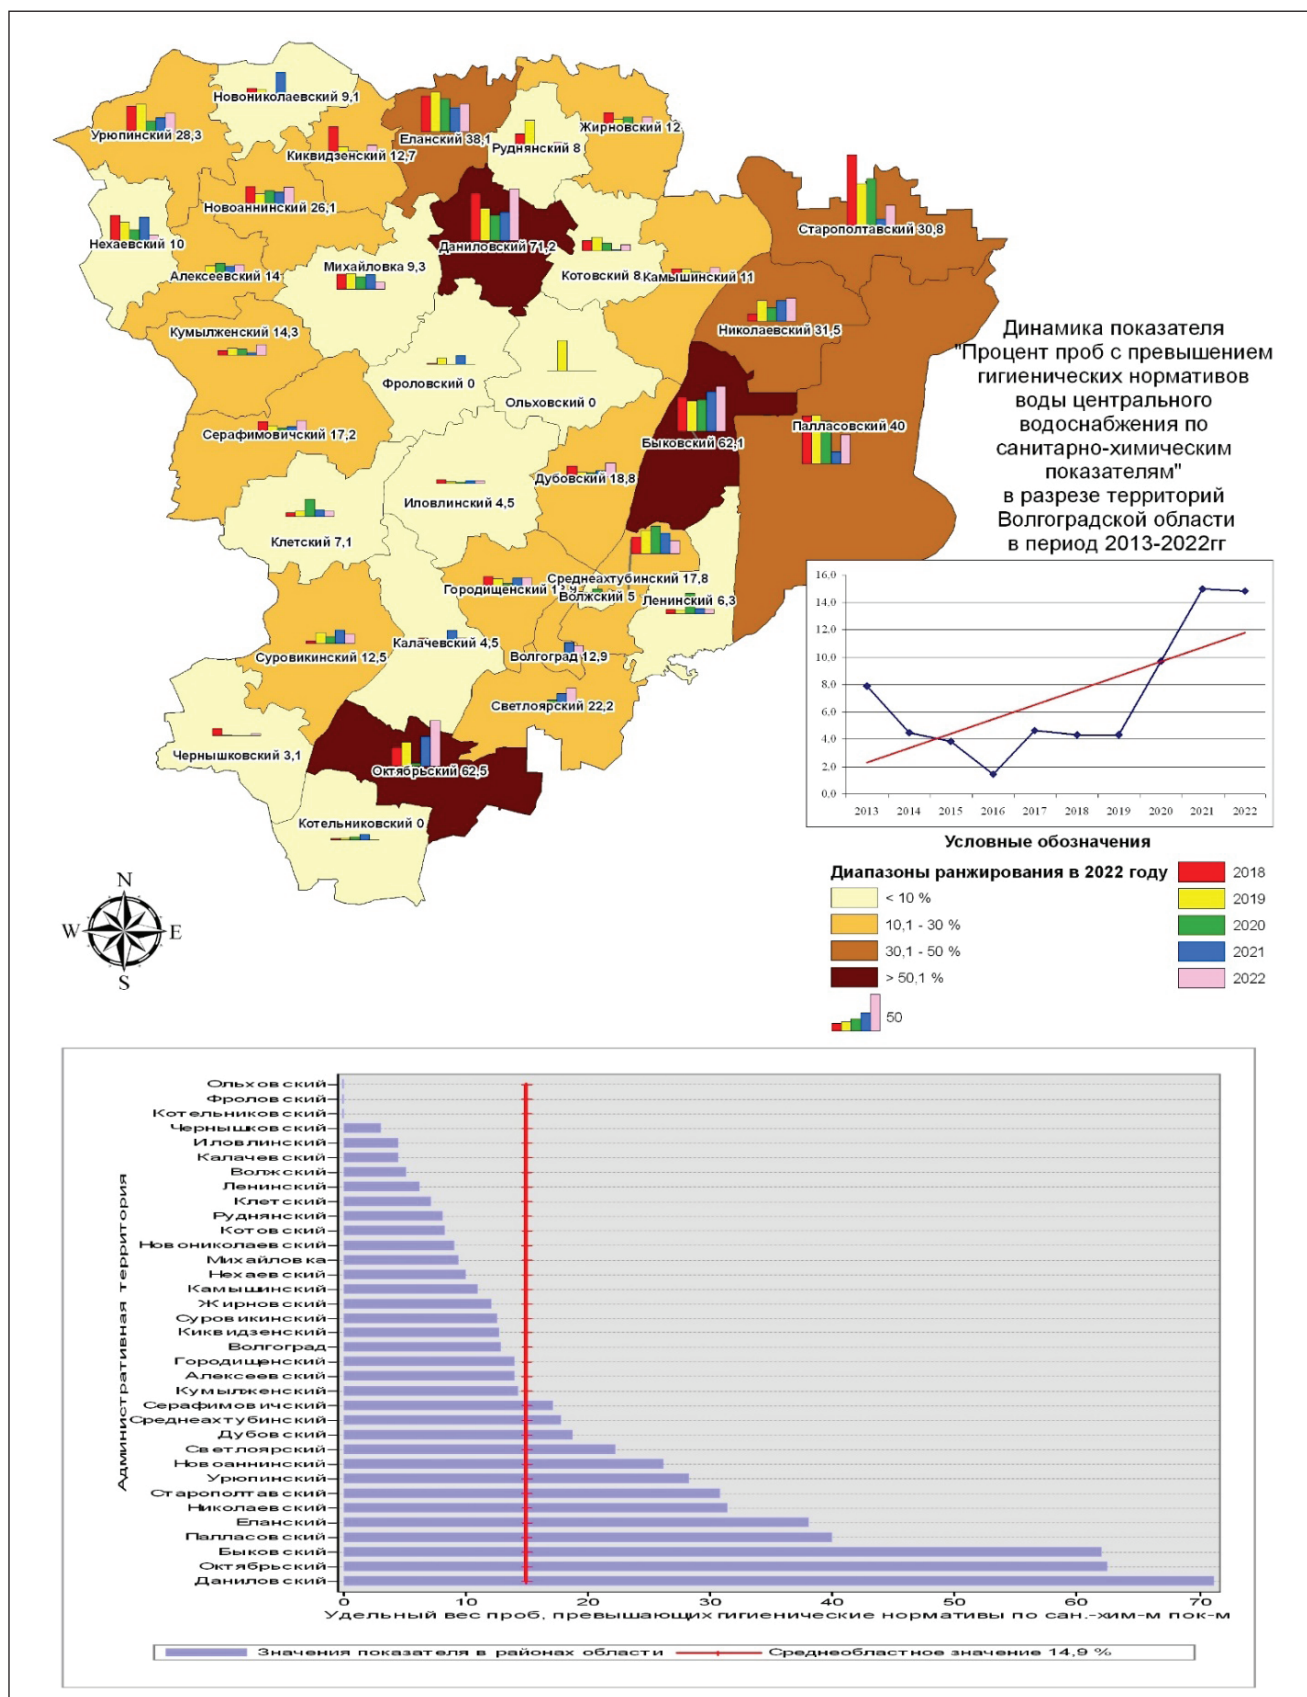 Новониколаевский 9,1
Урюпинский 28,3
Киквидзенский 12,7
Еланский 38,1
Руднянский 8
Жирновский 12
Новоаннинский 26,1
Нехаевский 10
Алексеевский 14
Михайловка 9,3
Даниловский 71,2
Котовский 8
Камышинский 11
Старополтавский 30,8
Николаевский 31,5
Кумылженский 14,3
Фроловский 0
Ольховский 0
Серафимовичский 17,2
Быковский 62,1
Палласовский 40
Дубовский 18,8
Иловлинский 4,5
Клетский 7,1
Городищенский
Среднеахтубинский 17,8
Волжский 5
Ленинский 6,3
Калачевский 4,5
Суровикинский 12,5
Волгоград 12,9
Светлоярский 22,2
Чернышковский 3,1
Октябрьский 62,5
Котельниковский 0
Динамика показателя
"Процент проб с превышением
гигиенических нормативов
воды центрального
водоснабжения по
санитарно-химическим
показателям"
в разрезе территорий
Волгоградской области
в период 2013-2022гг
16,0
14,0
12,0
10,0
8,0
6,0
4,0
2,0
0,0
2013 2014 2015 2016 2017 2018 2019 2020 2021 2022
Условные обозначения
Диапазоны ранжирования в 2022 году
< 10 %
10,1 - 30 %
30,1 - 50 %
> 50,1 %
50
2018
2019
2020
2021
2022
N
W E
S
Административная территория
Ольховский
Фроловский
Котельниковский
Чернышковский
Иловлинский
Калачевский
Волжский
Ленинский
Клетский
Руднянский
Котовский
Новониколаевский
Михайловка
Нехаевский
Камышинский
Жирновский
Суровикинский
Киквидзенский
Волгоград
Городищенский
Алексеевский
Кумылженский
Серафимовичский
Среднеахтубинский
Дубовский
Светлоярский
Новоаннинский
Урюпинский
Старополтавский
Николаевский
Еланский
Палласовский
Быковский
Октябрьский
Даниловский
0 10 20 30 40 50 60 70
Удельный вес проб, превышающих гигиенические нормативы по сан.-хим-м пок-м
Значения показателя в районах области
Среднеобластное значение 14,9 %